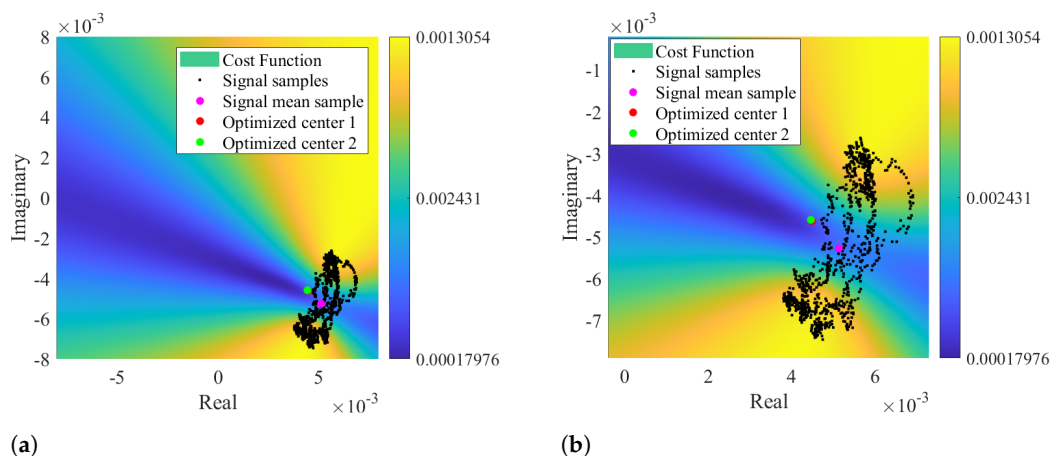 ×10⁻³
8
6
4
2
0
-2
-4
-6
-8
Imaginary
-5
0
5
Real
×10⁻³
Cost Function
Signal samples
Signal mean sample
Optimized center 1
Optimized center 2
0.0013054
0.002431
0.00017976
(a)
×10⁻³
-1
-2
-3
-4
-5
-6
-7
Imaginary
0
2
4
6
Real
×10⁻³
Cost Function
Signal samples
Signal mean sample
Optimized center 1
Optimized center 2
0.0013054
0.002431
0.00017976
(b)